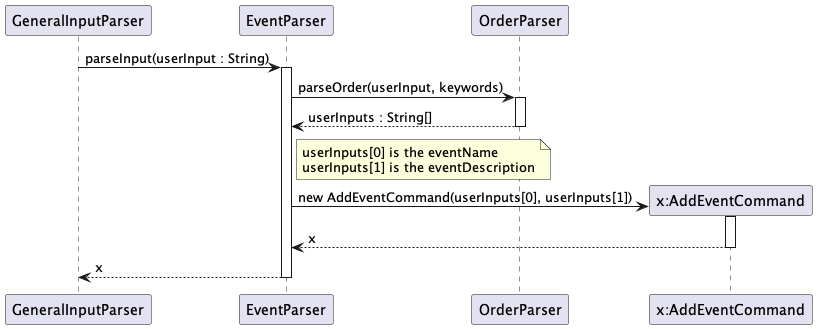 GeneralInputParser
EventParser
OrderParser
parseInput(userInput : String)
parseOrder(userInput, keywords)
userInputs : String[]
userInputs[0] is the eventName
userInputs[1] is the eventDescription
new AddEventCommand(userInputs[0], userInputs[1])
x:AddEventCommand
x
x
GeneralInputParser
EventParser
OrderParser
x:AddEventCommand